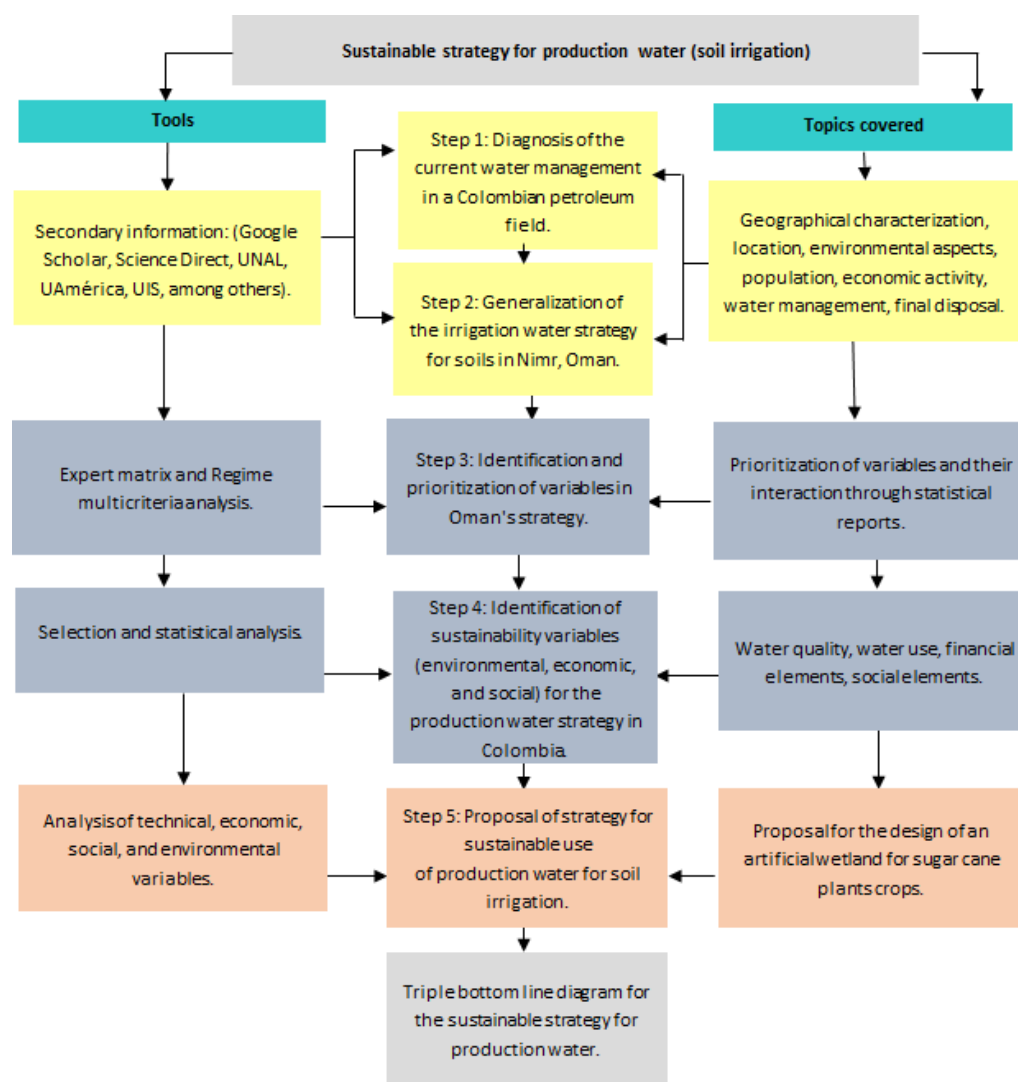 Sustainable strategy for production water (soil irrigation)
Tools
Topics covered
Step 1: Diagnosis of the
current water management
in a Colombian petroleum
field.
Secondary information: (Google
Scholar, Science Direct, UNAL,
UAmérica, UIS, among others).
Geographical characterization,
location, environmental aspects,
population, economic activity,
water management, final disposal.
Step 2: Generalization of
the irrigation water strategy
for soils in Nimr, Oman.
Expert matrix and Regime
multicriteria analysis.
Step 3: Identification and
prioritization of variables in
Oman's strategy.
Prioritization of variables and their
interaction through statistical
reports.
Selection and statistical analysis.
Step 4: Identification of
sustainability variables
(environmental, economic,
and social) for the
production water strategy in
Colombia.
Water quality, water use, financial
elements, social elements.
Analysis of technical, economic,
social, and environmental
variables.
Step 5: Proposal of strategy for
sustainable use
of production water for soil
irrigation.
Proposal for the design of an
artificial wetland for sugar cane
plants crops.
Triple bottom line diagram for
the sustainable strategy for
production water.